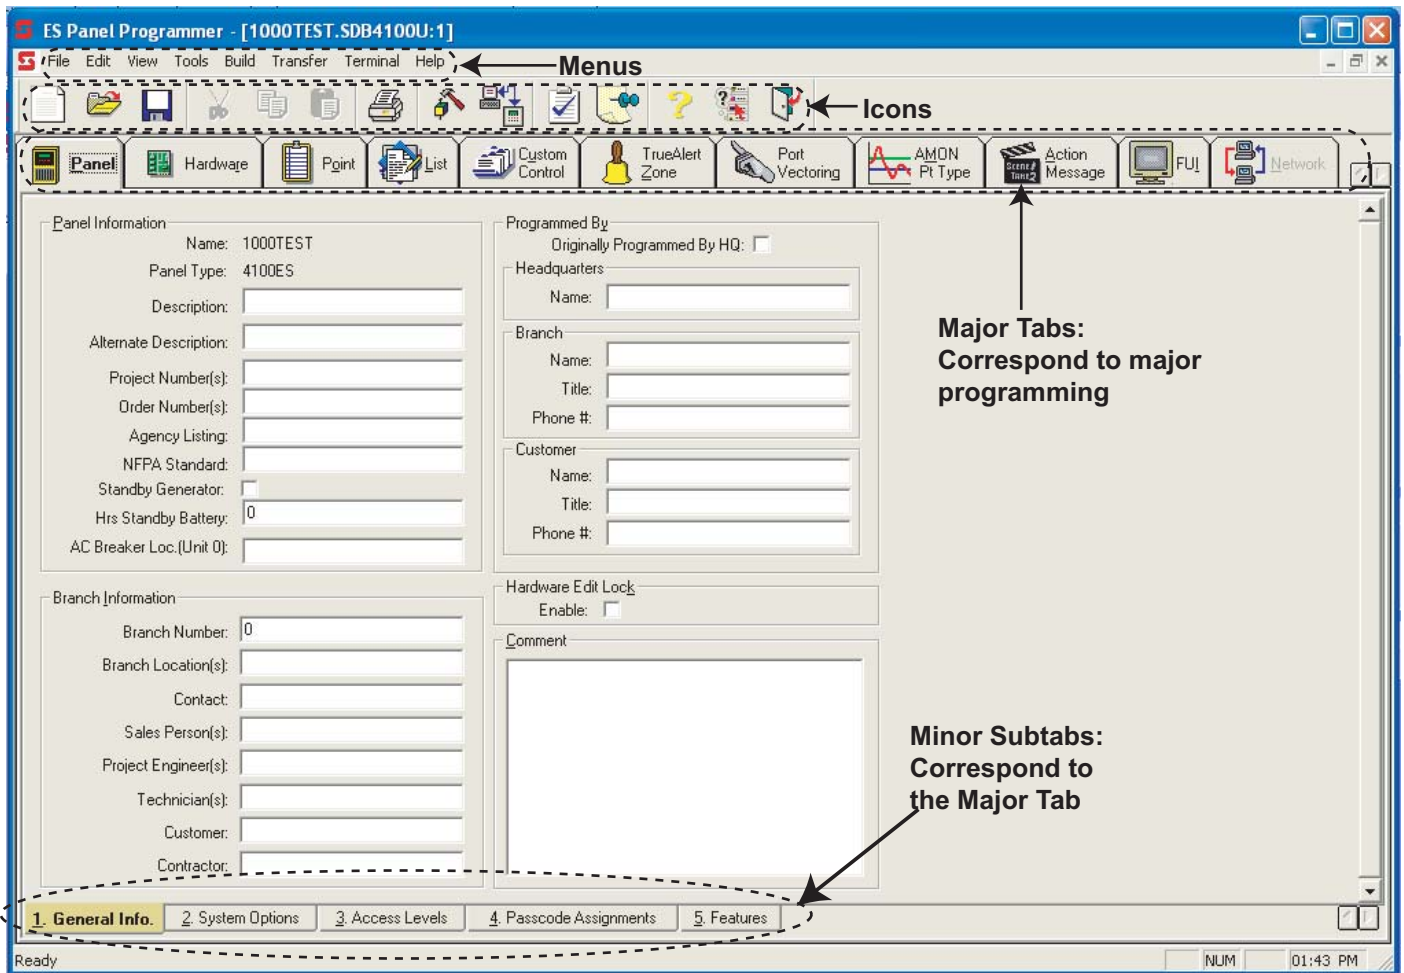 ES Panel Programmer - [1000TEST.SDB4100U:1]
File Edit View Tools Build Transfer Terminal Help
Menus
Icons
Panel Hardware Point List Custom Control TrueAlert Zone Port Vectoring AMON Pt Type Scene# Take2 Action Message FUI Network
Panel Information
Name: 1000TEST
Panel Type: 4100ES
Description:
Alternate Description:
Project Number(s):
Order Number(s):
Agency Listing:
NFPA Standard:
Standby Generator:
Hrs Standby Battery: 0
AC Breaker Loc.(Unit 0):
Programmed By
Originally Programmed By HQ:
Headquarters
Name:
Branch
Name:
Title:
Phone #:
Customer
Name:
Title:
Phone #:
Major Tabs:
Correspond to major
programming
Branch Information
Branch Number: 0
Branch Location(s):
Contact:
Sales Person(s):
Project Engineer(s):
Technician(s):
Customer:
Contractor:
Hardware Edit Lock
Enable:
Comment
Minor Subtabs:
Correspond to
the Major Tab
1. General Info. 2. System Options 3. Access Levels 4. Passcode Assignments 5. Features
Ready NUM 01:43 PM